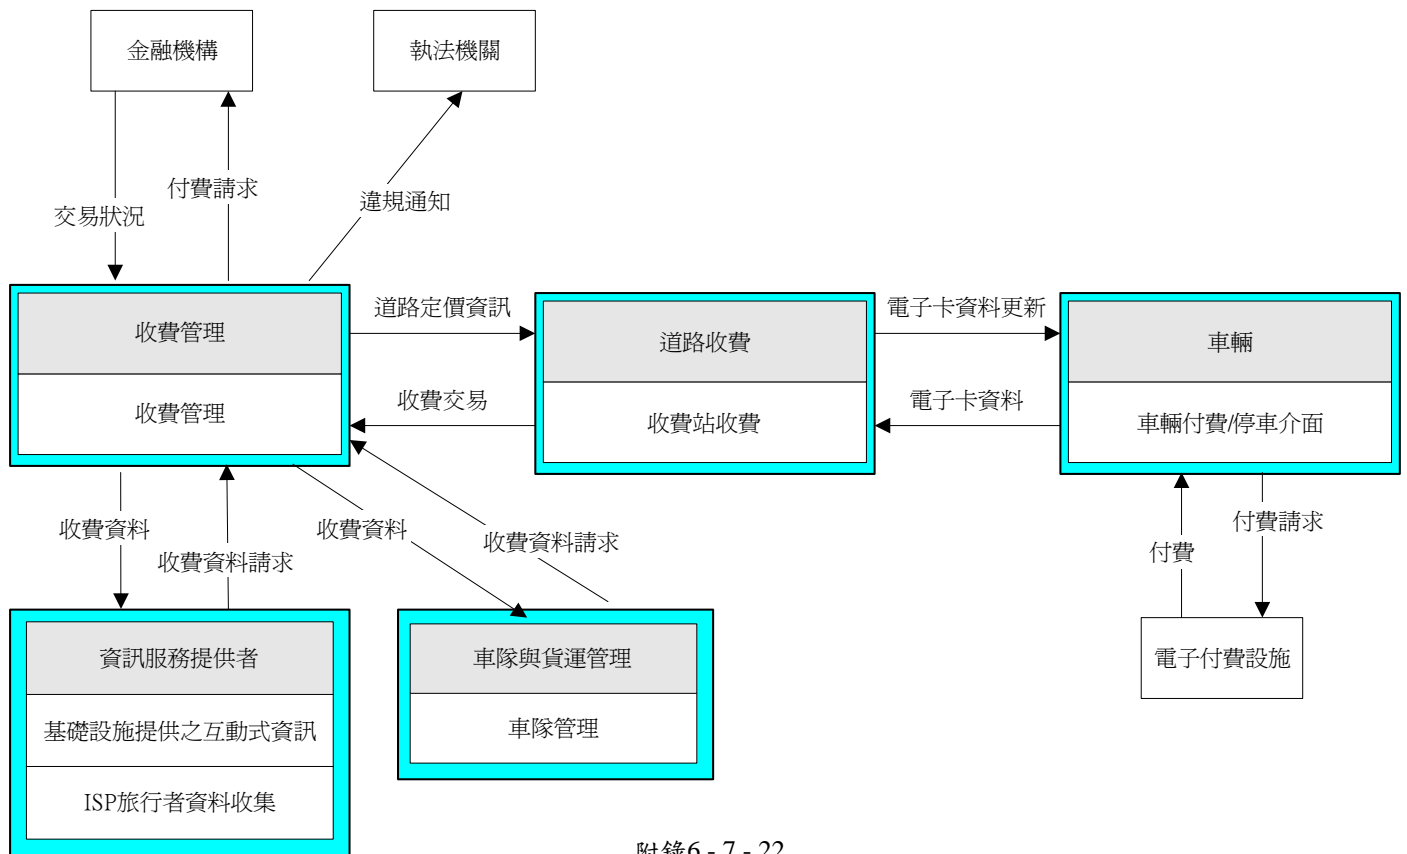 金融機構
執法機關
付費請求
違規通知
交易狀況
收費管理
收費管理
道路定價資訊
收費交易
道路收費
收費站收費
電子卡資料更新
電子卡資料
車輛
車輛付費/停車介面
收費資料
收費資料請求
收費資料
收費資料請求
付費
付費請求
資訊服務提供者
基礎設施提供之互動式資訊
ISP旅行者資料收集
車隊與貨運管理
車隊管理
電子付費設施
附錄6 - 7 - 22